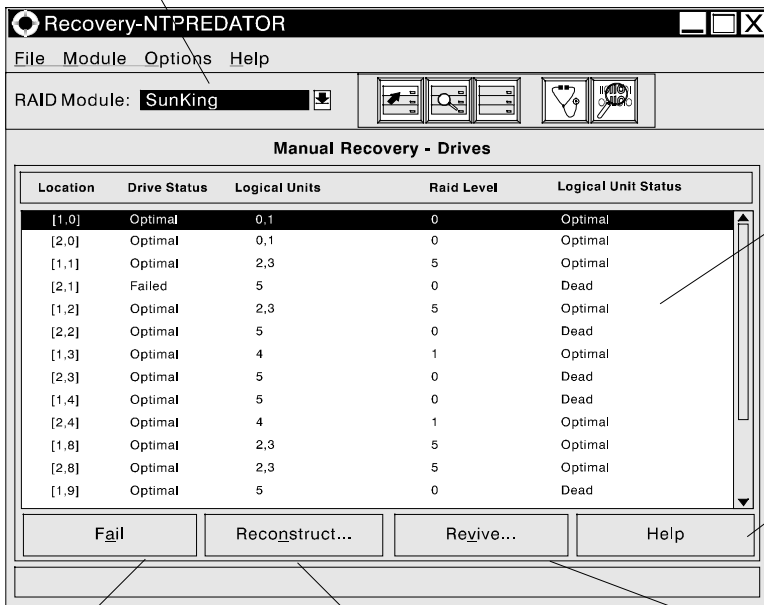 Recovery-NTPREDATOR
File Module Options Help
RAID Module: SunKing
Manual Recovery - Drives
Location Drive Status Logical Units Raid Level Logical Unit Status
[1,0] Optimal 0,1 0 Optimal
[2,0] Optimal 0,1 0 Optimal
[1,1] Optimal 2,3 5 Optimal
[2,1] Failed 5 0 Dead
[1,2] Optimal 2,3 5 Optimal
[2,2] Optimal 5 0 Dead
[1,3] Optimal 4 1 Optimal
[2,3] Optimal 5 0 Dead
[1,4] Optimal 5 0 Dead
[2,4] Optimal 4 1 Optimal
[1,8] Optimal 2,3 5 Optimal
[2,8] Optimal 2,3 5 Optimal
[1,9] Optimal 5 0 Dead
Fail Reconstruct... Revive... Help